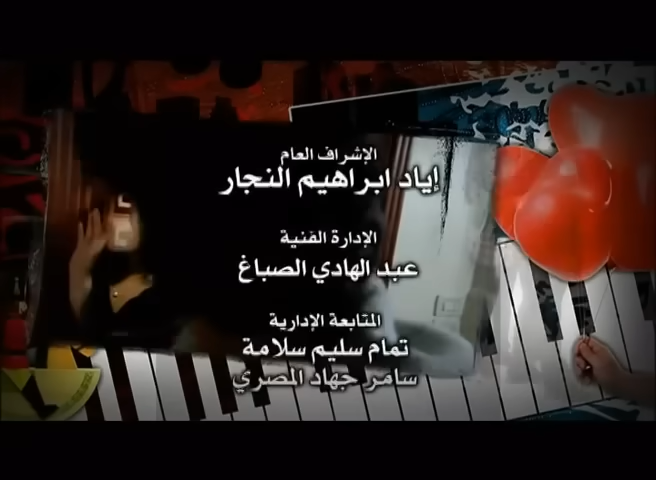 الإشراف العام
إياد ابراهيم النجار
الإدارة الفنية
عبد الهادي الصباغ
المتابعة الإدارية
تمام سليم سلامة
سامر جهاد المصري